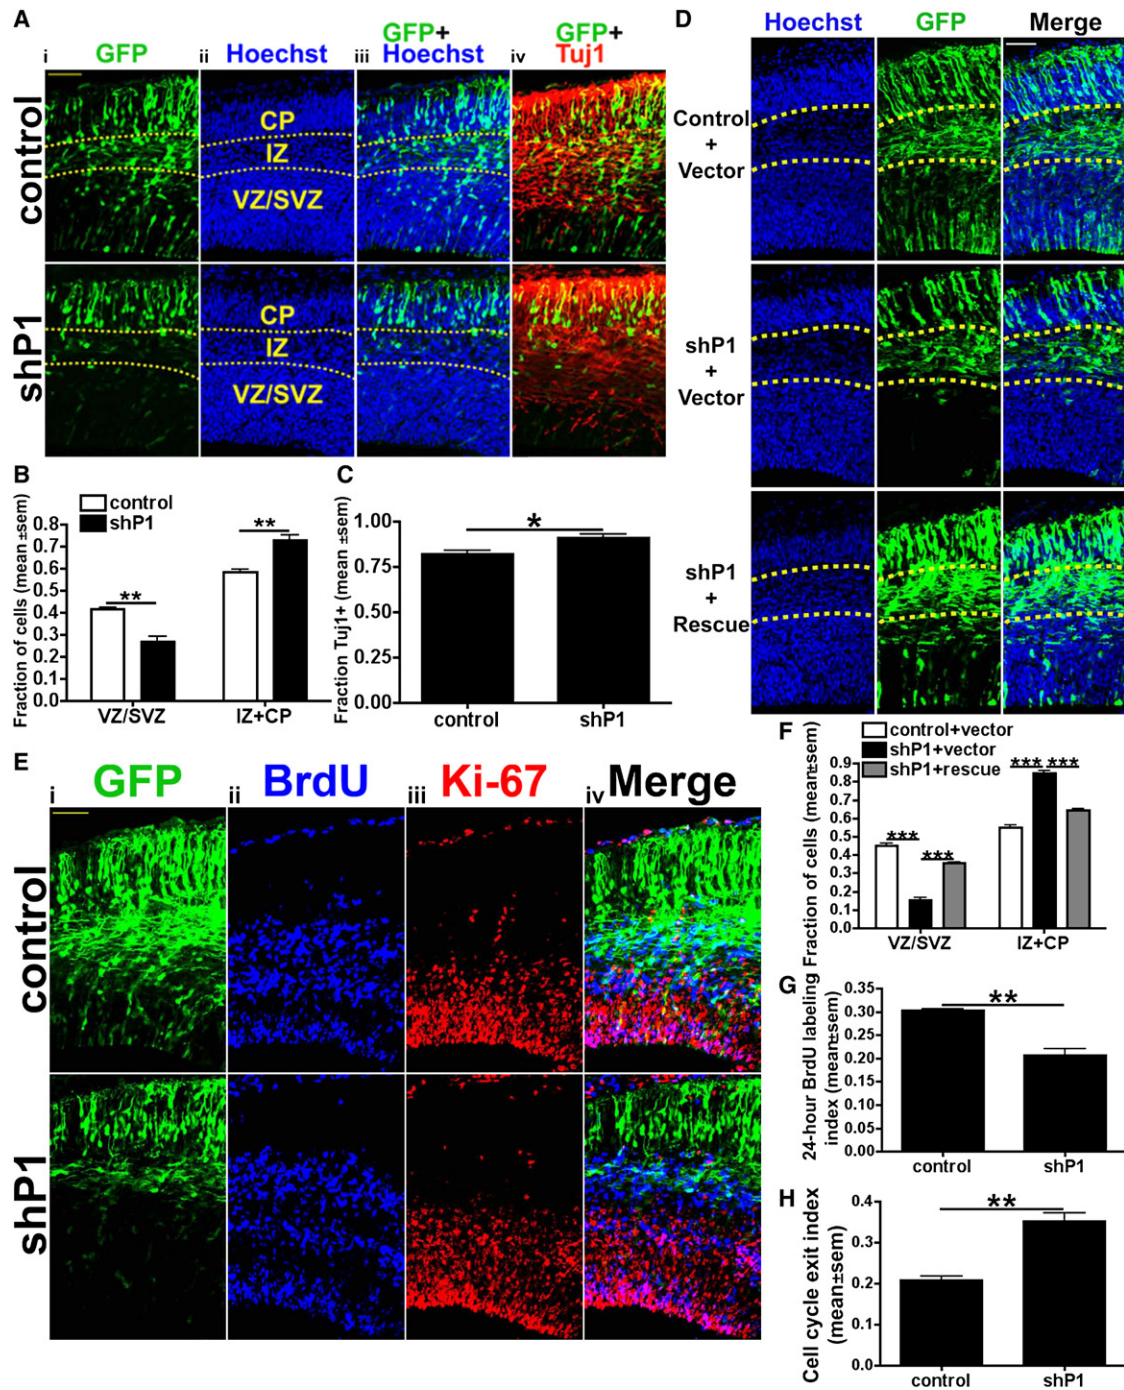 A
i GFP
ii Hoechst
iii GFP+
Hoechst
iv GFP+
Tuj1
control
CP
IZ
VZ/SVZ
shP1
CP
IZ
VZ/SVZ
B
control
shP1
Fraction of cells (mean ±sem)
0.8
0.7
0.6
0.5
0.4
0.3
0.2
0.1
0.0
**
**
VZ/SVZ
IZ+CP
C
Fraction Tuj1+ (mean ±sem)
1.00
0.75
0.50
0.25
0.00
*
control
shP1
D
Hoechst
GFP
Merge
Control
+
Vector
shP1
+
Vector
shP1
+
Rescue
E
i GFP
ii BrdU
iii Ki-67
iv Merge
control
shP1
F
control+vector
shP1+vector
shP1+rescue
Fraction of cells (mean±sem)
0.9
0.8
0.7
0.6
0.5
0.4
0.3
0.2
0.1
0.0
***
***
***
***
VZ/SVZ
IZ+CP
G
24-hour BrdU labeling
index (mean±sem)
0.35
0.30
0.25
0.20
0.15
0.10
0.05
0.00
**
control
shP1
H
Cell cycle exit index
(mean±sem)
0.4
0.3
0.2
0.1
0.0
**
control
shP1